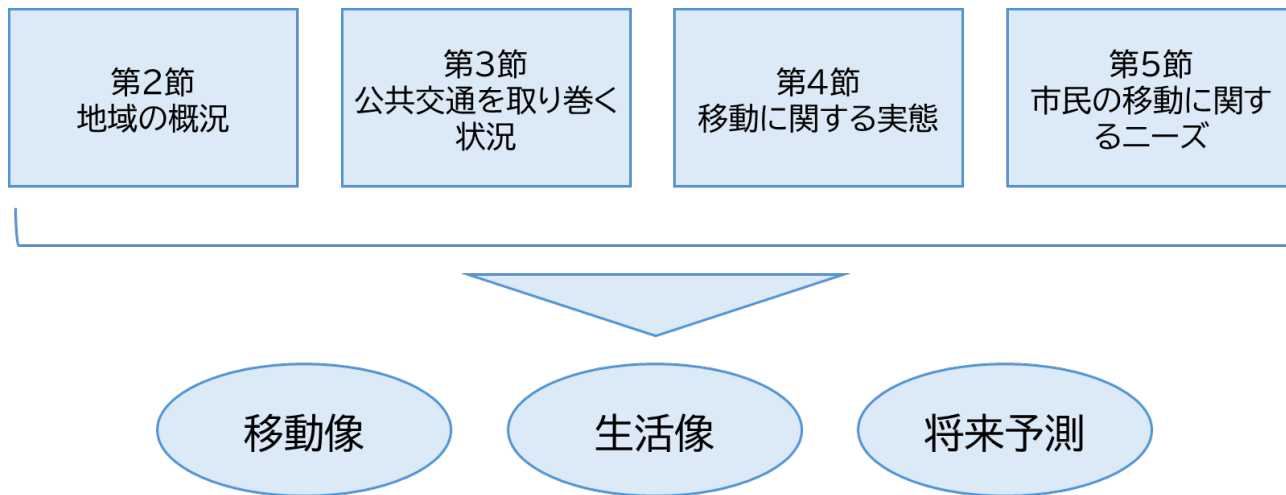 第2節
地域の概況
第3節
公共交通を取り巻く
状況
第4節
移動に関する実態
第5節
市民の移動に関す
るニーズ
移動像
生活像
将来予測